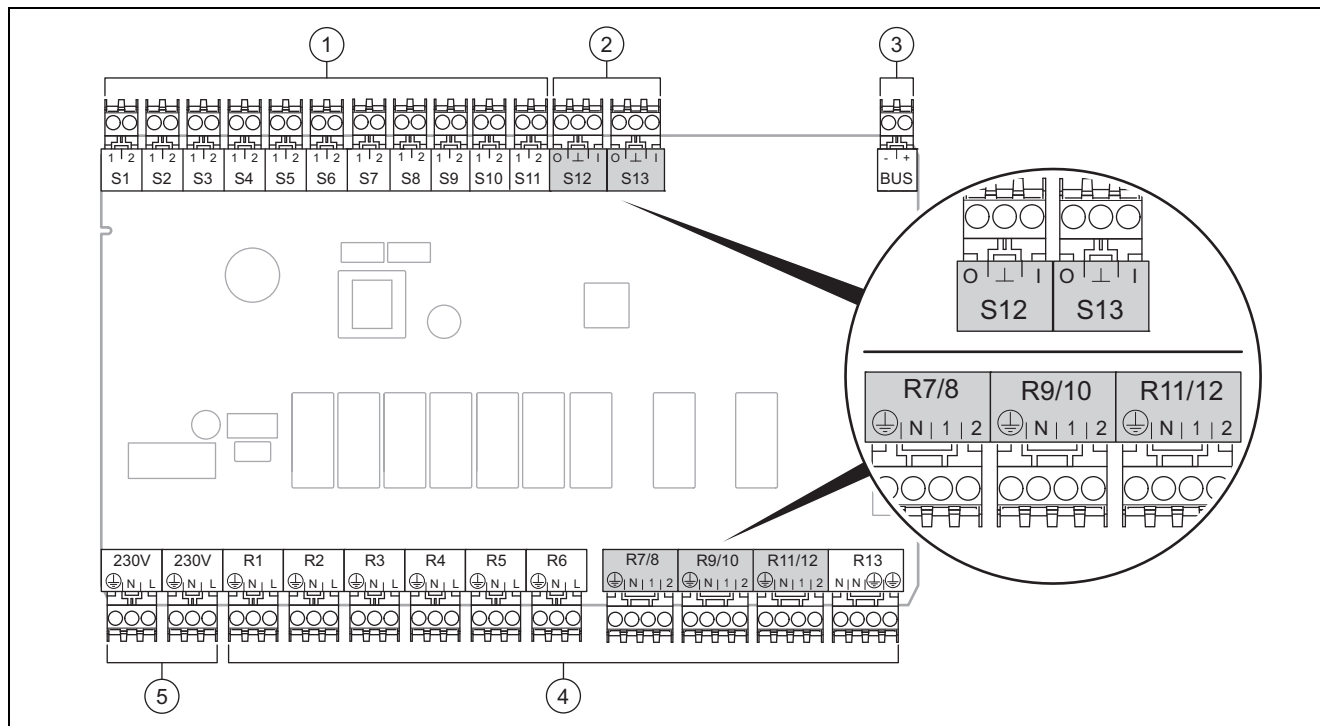 1 2 3
1 2 1 2 1 2 1 2 1 2 1 2 1 2 1 2 1 2 1 2 1 2 O ⊥ I O ⊥ I - +
S1 S2 S3 S4 S5 S6 S7 S8 S9 S10 S11 S12 S13 BUS
O ⊥ I O ⊥ I
S12 S13
R7/8 R9/10 R11/12
N 1 2 N 1 2 N 1 2
230V 230V R1 R2 R3 R4 R5 R6 R7/8 R9/10 R11/12 R13
N L N L N L N L N L N L N L N L N 1 2 N 1 2 N 1 2 N N
5 4